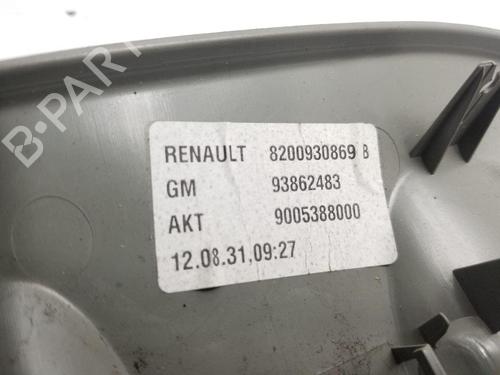 B-PART
RENAULT 8200930869 B
GM 93862483
AKT 9005388000
12.08.31,09:27